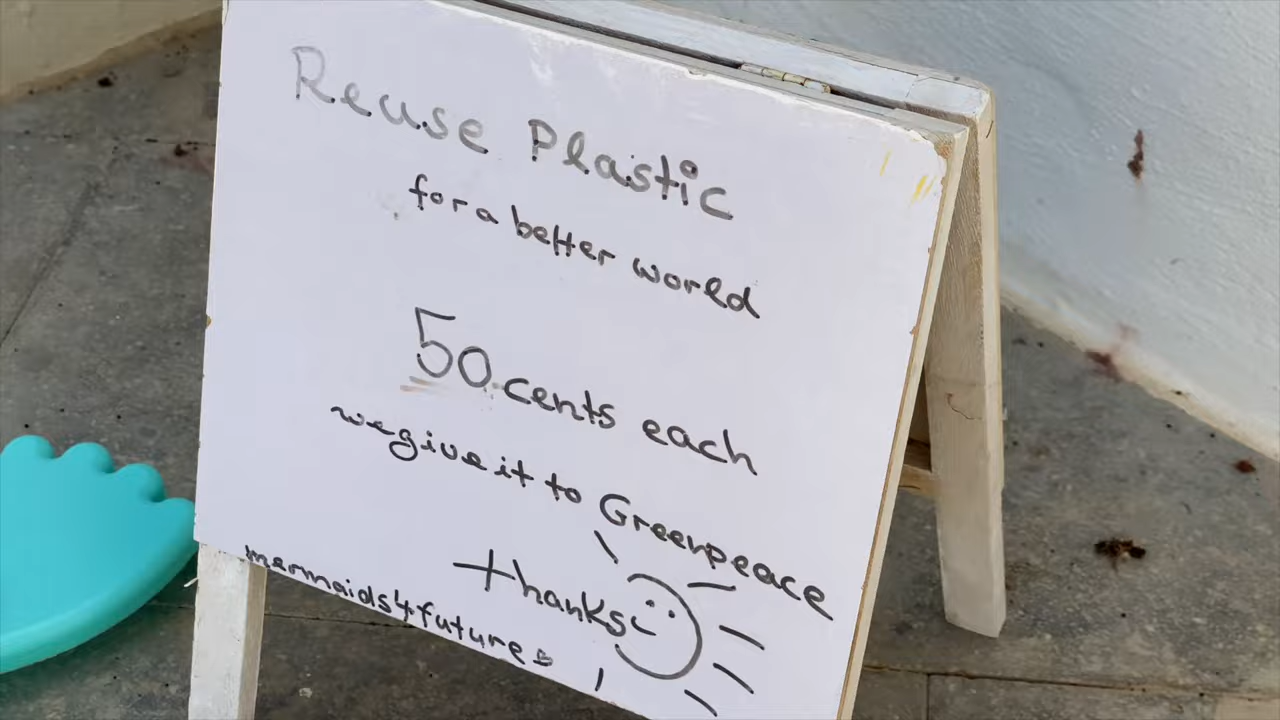 Reuse Plastic
for a better world
50 cents each
we give it to Greenpeace
thanks
mermaids4future